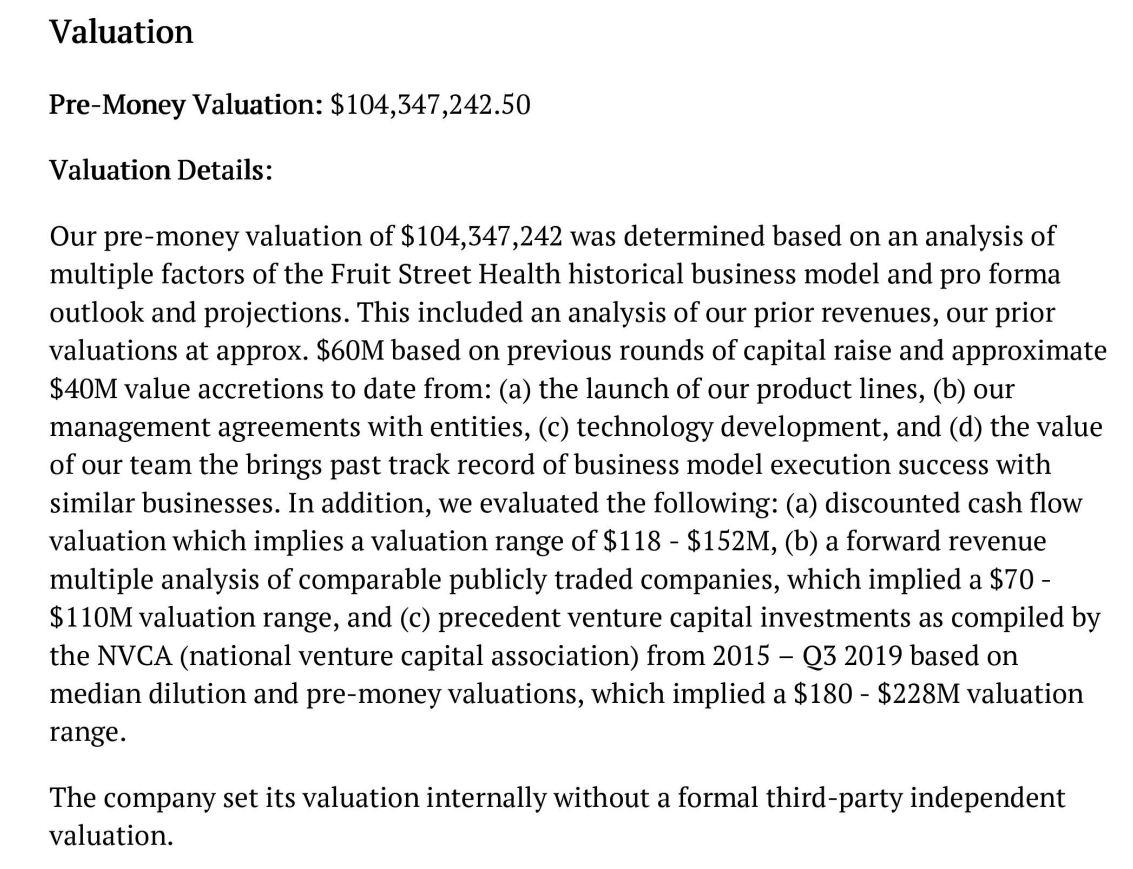 Valuation
Pre-Money Valuation: $104,347,242.50
Valuation Details:
Our pre-money valuation of $104,347,242 was determined based on an analysis of
multiple factors of the Fruit Street Health historical business model and pro forma
outlook and projections. This included an analysis of our prior revenues, our prior
valuations at approx. $60M based on previous rounds of capital raise and approximate
$40M value accretions to date from: (a) the launch of our product lines, (b) our
management agreements with entities, (c) technology development, and (d) the value
of our team the brings past track record of business model execution success with
similar businesses. In addition, we evaluated the following: (a) discounted cash flow
valuation which implies a valuation range of $118 - $152M, (b) a forward revenue
multiple analysis of comparable publicly traded companies, which implied a $70 -
$110M valuation range, and (c) precedent venture capital investments as compiled by
the NVCA (national venture capital association) from 2015 – Q3 2019 based on
median dilution and pre-money valuations, which implied a $180 - $228M valuation
range.
The company set its valuation internally without a formal third-party independent
valuation.